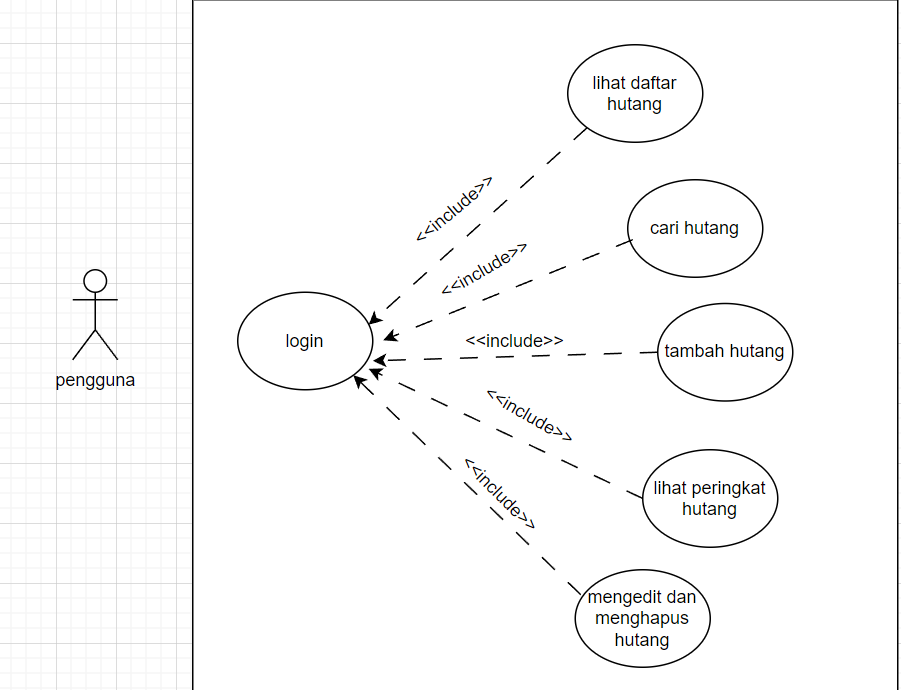 lihat daftar
hutang
<<include>>
cari hutang
<<include>>
login
<<include>>
tambah hutang
pengguna
<<include>>
lihat peringkat
hutang
<<include>>
mengedit dan
menghapus
hutang